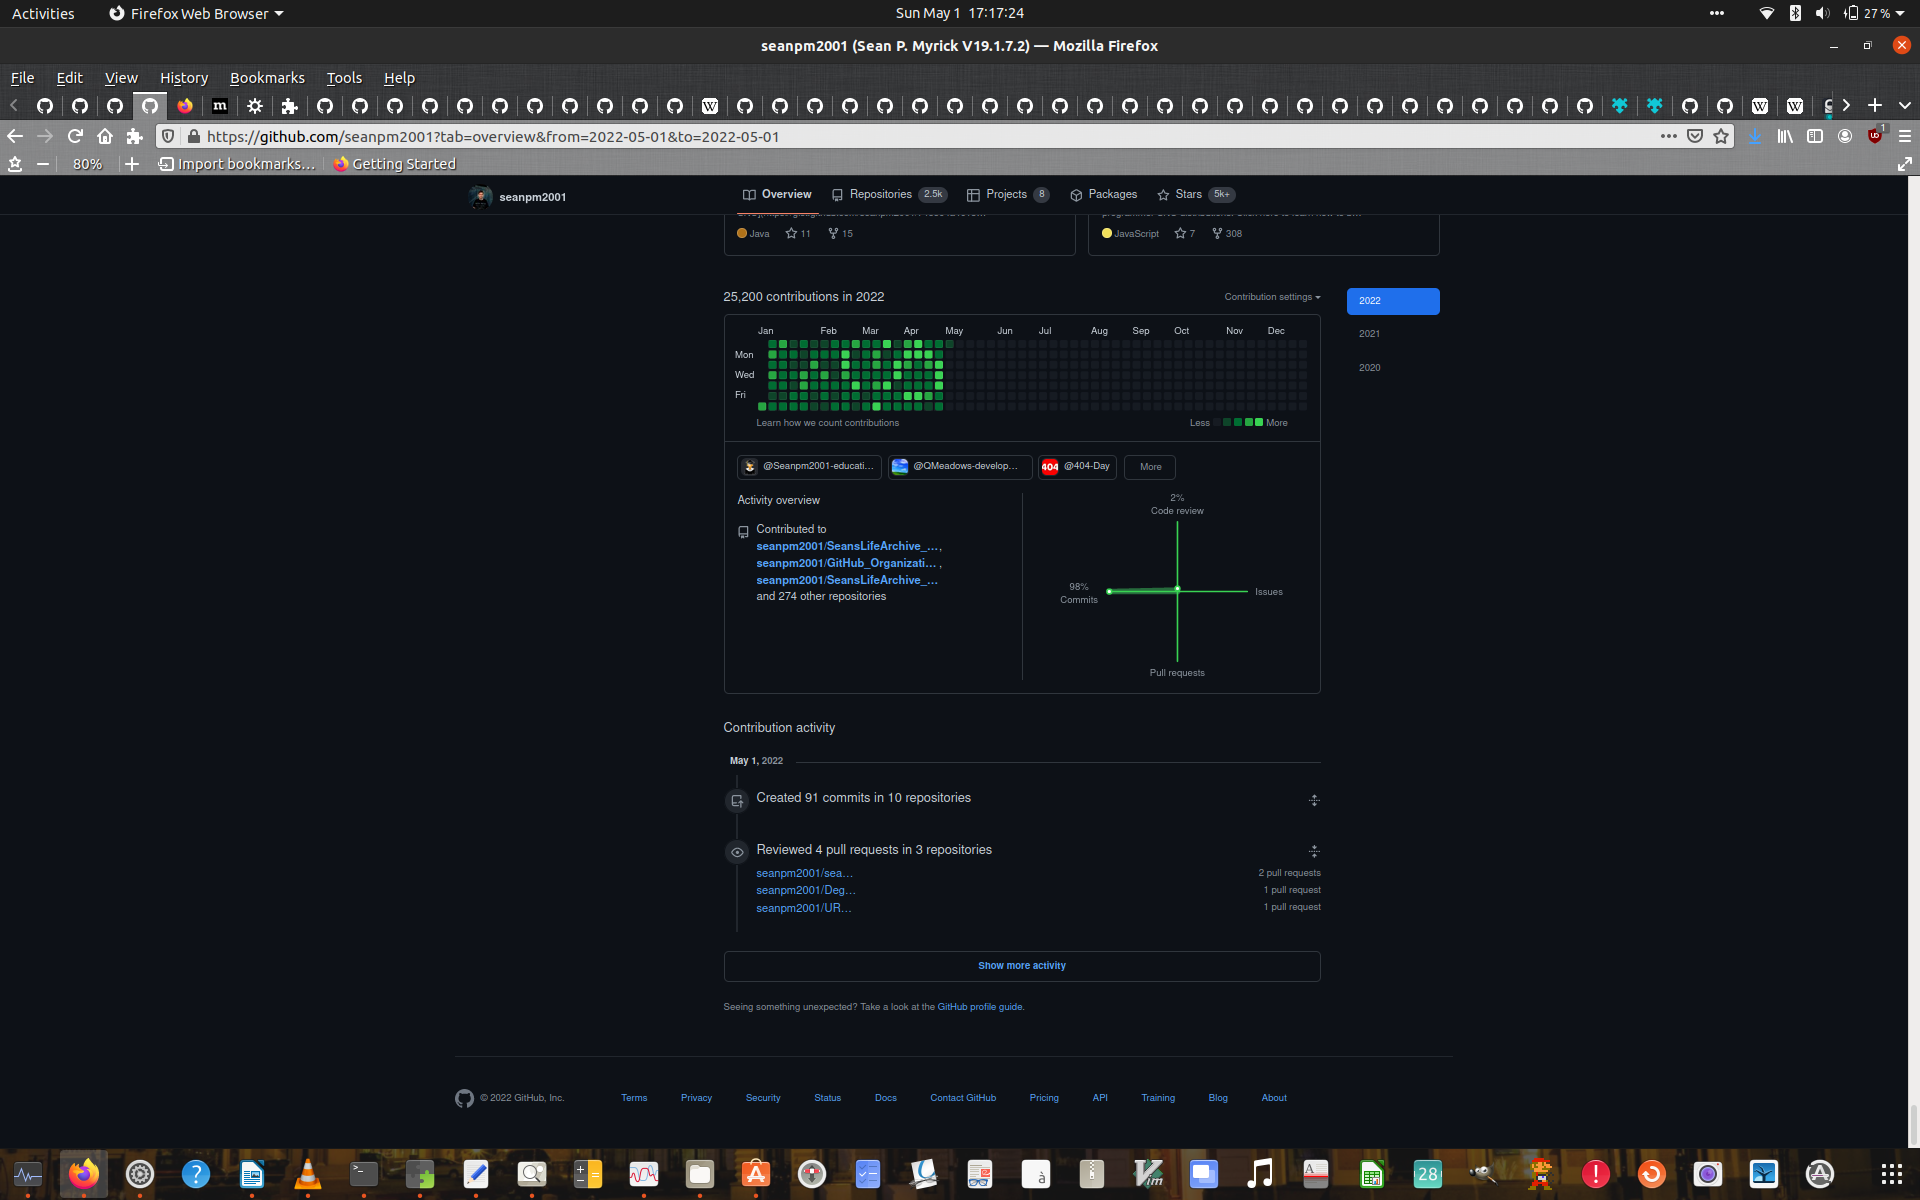 Activities
Firefox Web Browser
Sun May 1 17:17:24
27 %
seanpm2001 (Sean P. Myrick V19.1.7.2) — Mozilla Firefox
File Edit View History Bookmarks Tools Help
https://github.com/seanpm2001?tab=overview&from=2022-05-01&to=2022-05-01
80%
Import bookmarks...
Getting Started
seanpm2001
Overview
Repositories 2.5k
Projects 8
Packages
Stars 5k+
Java 11 15
JavaScript 7 308
25,200 contributions in 2022
Contribution settings
2022
2021
2020
Jan Feb Mar Apr May Jun Jul Aug Sep Oct Nov Dec
Mon
Wed
Fri
Learn how we count contributions
Less More
@Seanpm2001-educati...
@QMeadows-develop...
404 @404-Day
More
Activity overview
Contributed to
seanpm2001/SeansLifeArchive_...,
seanpm2001/GitHub_Organizati... ,
seanpm2001/SeansLifeArchive_...
and 274 other repositories
2%
Code review
98%
Commits
Issues
Pull requests
Contribution activity
May 1, 2022
Created 91 commits in 10 repositories
Reviewed 4 pull requests in 3 repositories
seanpm2001/sea... 2 pull requests
seanpm2001/Deg... 1 pull request
seanpm2001/UR... 1 pull request
Show more activity
Seeing something unexpected? Take a look at the GitHub profile guide.
© 2022 GitHub, Inc.
Terms Privacy Security Status Docs Contact GitHub Pricing API Training Blog About
28